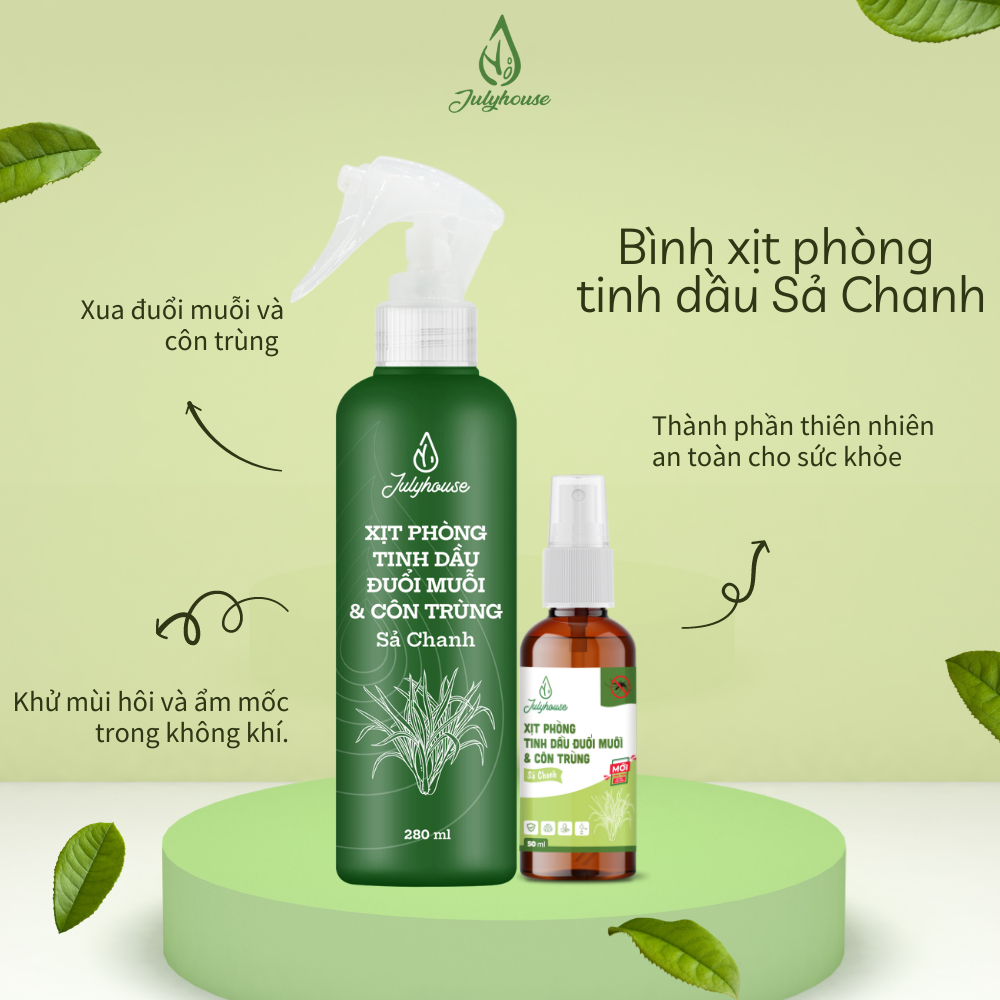 Julyhouse
Bình xịt phòng
tinh dầu Sả Chanh
Xua đuổi muỗi và
côn trùng
Thành phần thiên nhiên
an toàn cho sức khỏe
Khử mùi hôi và ẩm mốc
trong không khí.
Julyhouse
XỊT PHÒNG
TINH DẦU
ĐUỔI MUỖI
& CÔN TRÙNG
Sả Chanh
280 ml
Julyhouse
XỊT PHÒNG
TINH DẦU ĐUỔI MUỖI
& CÔN TRÙNG
Sả Chanh
MỚI
50 ml